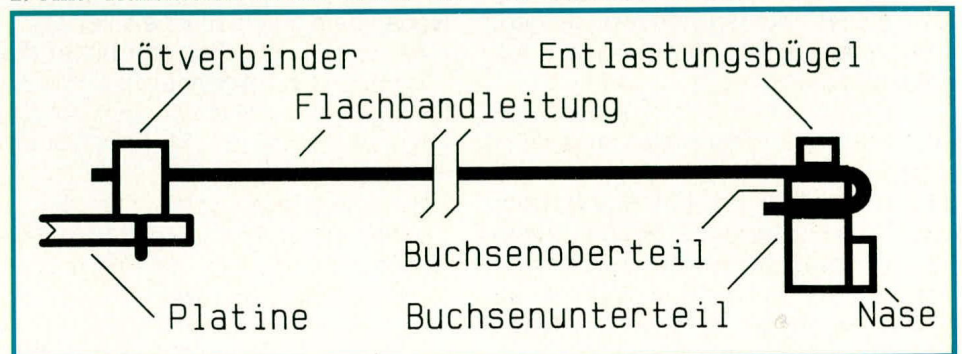 Lötverbinder
Entlastungsbügel
Flachbandleitung
Buchsenoberteil
Platine
Buchsenunterteil
Nase